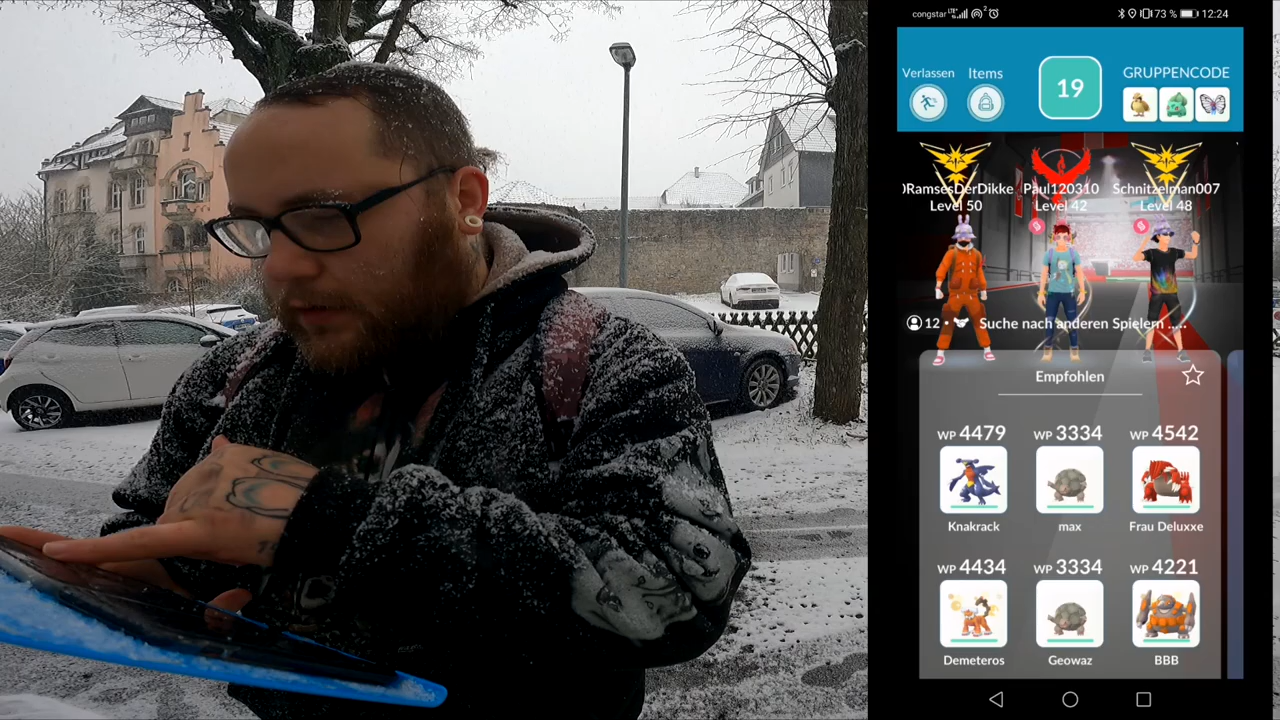 congstar 2 73 % 12:24
Verlassen Items 19 GRUPPENCODE
RamsesDerDikke Paul120310 Schnitzelman007
Level 50 Level 42 Level 48
12 • Suche nach anderen Spielern .....
Empfohlen
WP 4479 WP 3334 WP 4542
Knakrack max Frau Deluxxe
WP 4434 WP 3334 WP 4221
Demeteros Geowaz BBB